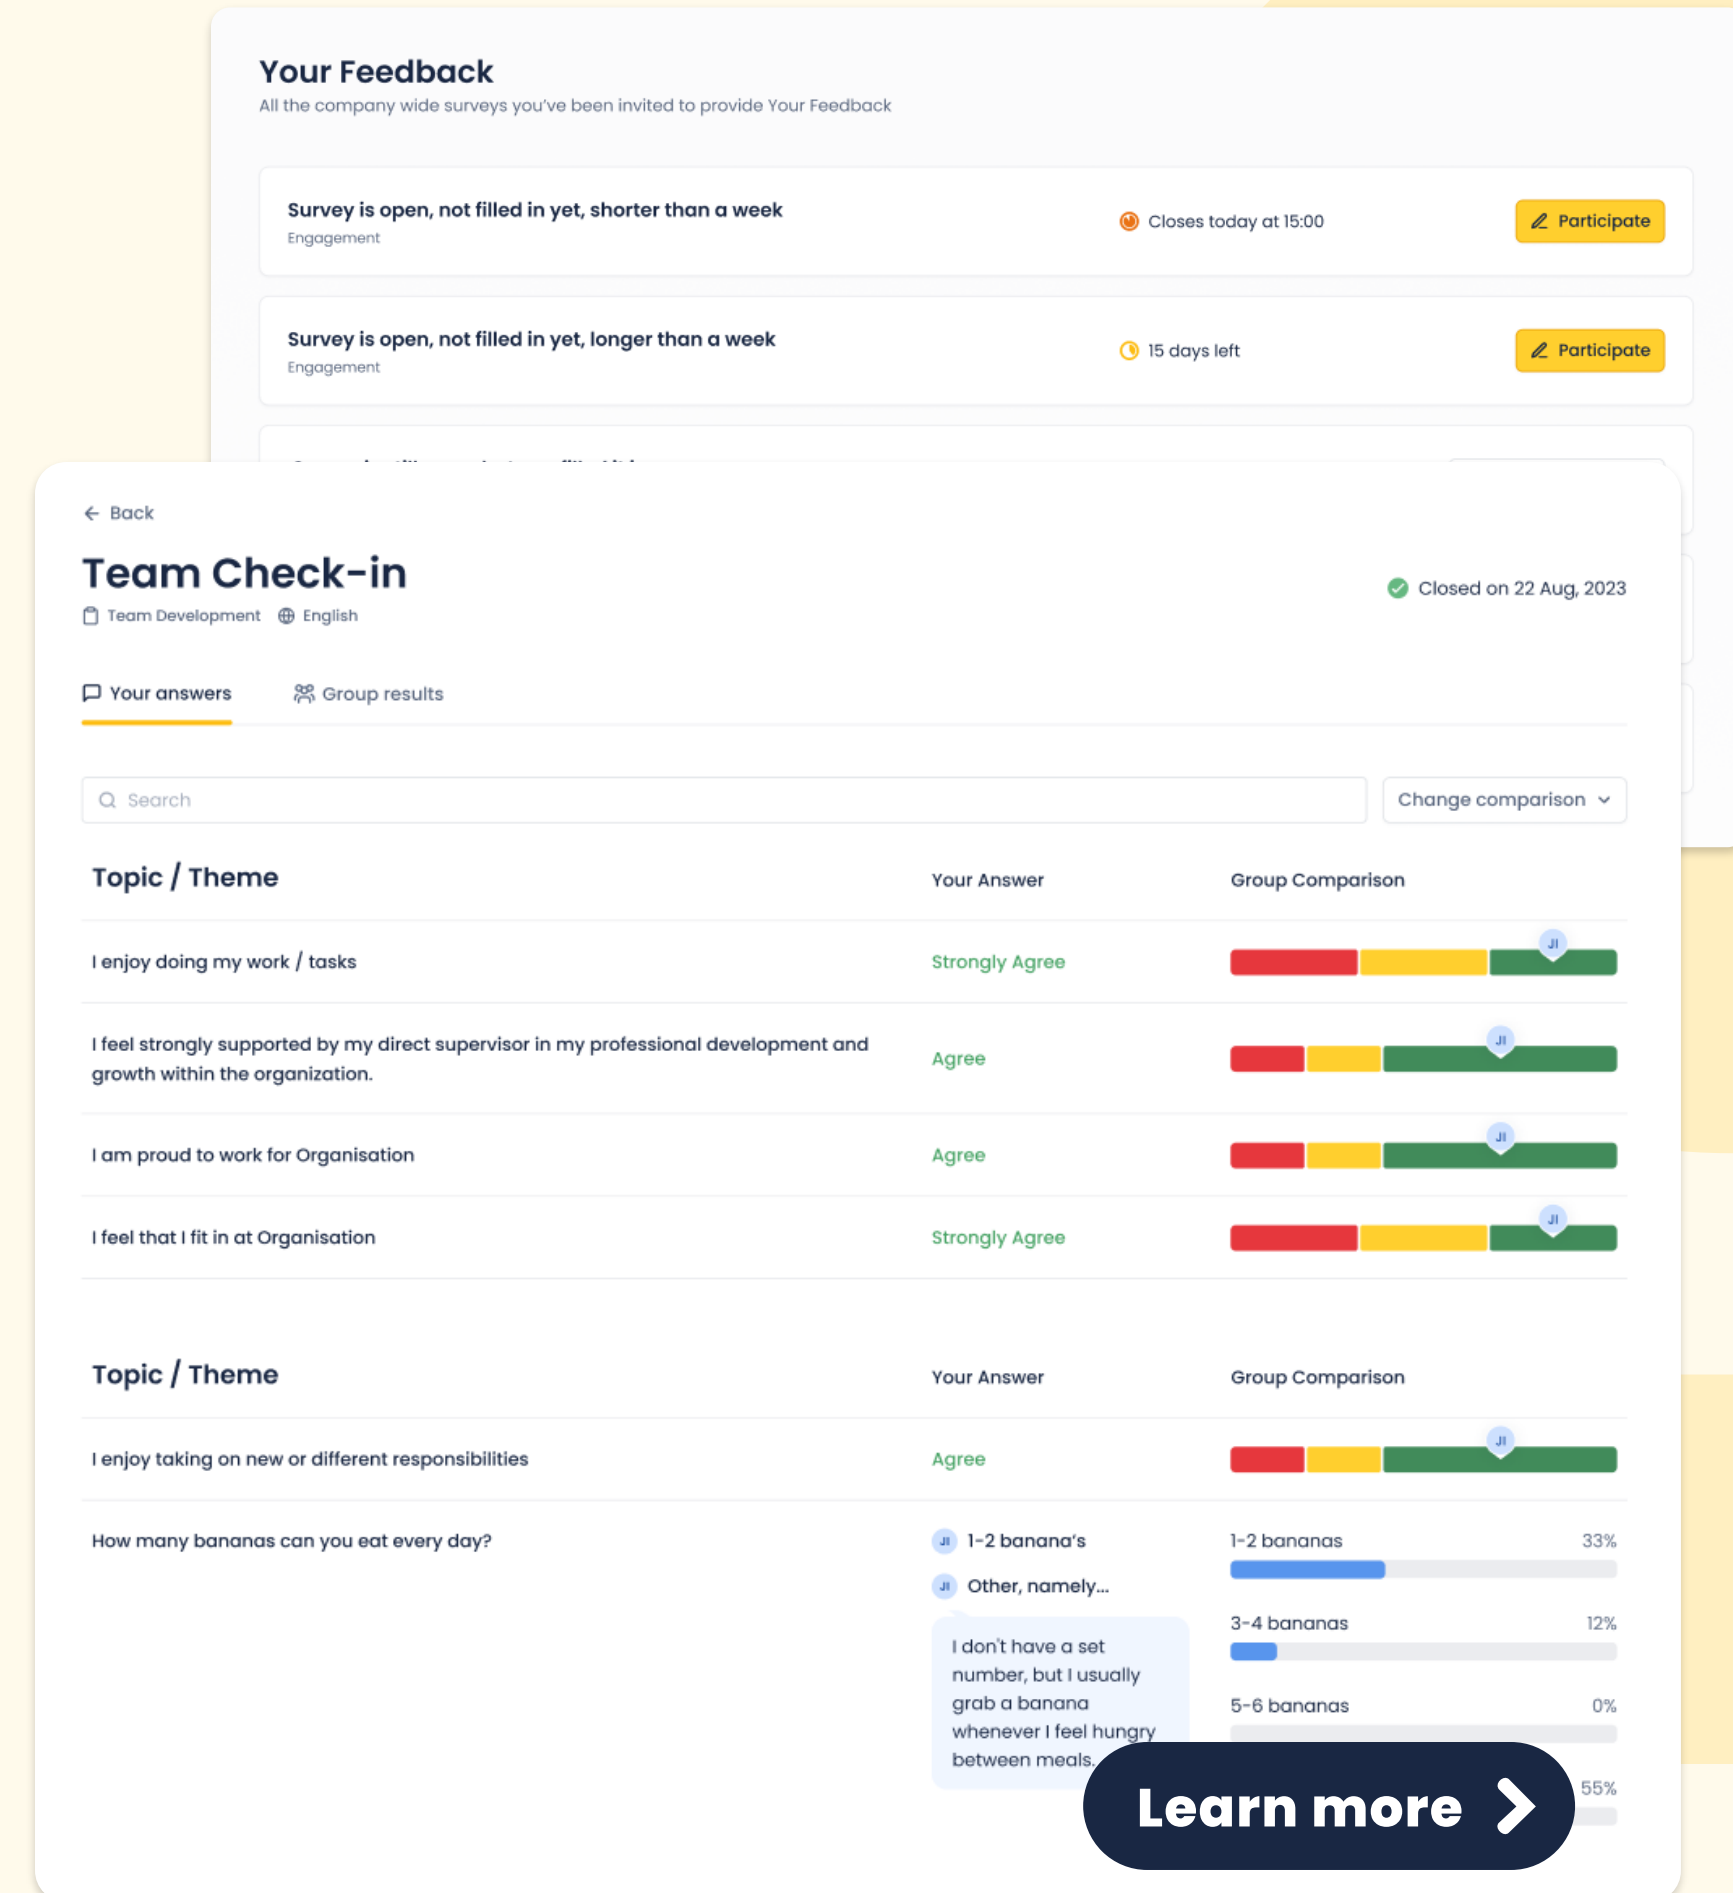 Your Feedback
All the company wide surveys you've been invited to provide Your Feedback
Survey is open, not filled in yet, shorter than a week
Engagement
Closes today at 15:00
Participate
Survey is open, not filled in yet, longer than a week
Engagement
15 days left
Participate
Back
Team Check-in
Team Development
English
Closed on 22 Aug, 2023
Your answers
Group results
Search
Change comparison
Topic / Theme
Your Answer
Group Comparison
I enjoy doing my work / tasks
Strongly Agree
JI
I feel strongly supported by my direct supervisor in my professional development and
growth within the organization.
Agree
JI
I am proud to work for Organisation
Agree
JI
I feel that I fit in at Organisation
Strongly Agree
JI
Topic / Theme
Your Answer
Group Comparison
I enjoy taking on new or different responsibilities
Agree
JI
How many bananas can you eat every day?
JI 1-2 banana's
JI Other, namely...
I don't have a set
number, but I usually
grab a banana
whenever I feel hungry
between meals.
1-2 bananas 33%
3-4 bananas 12%
5-6 bananas 0%
55%
Learn more